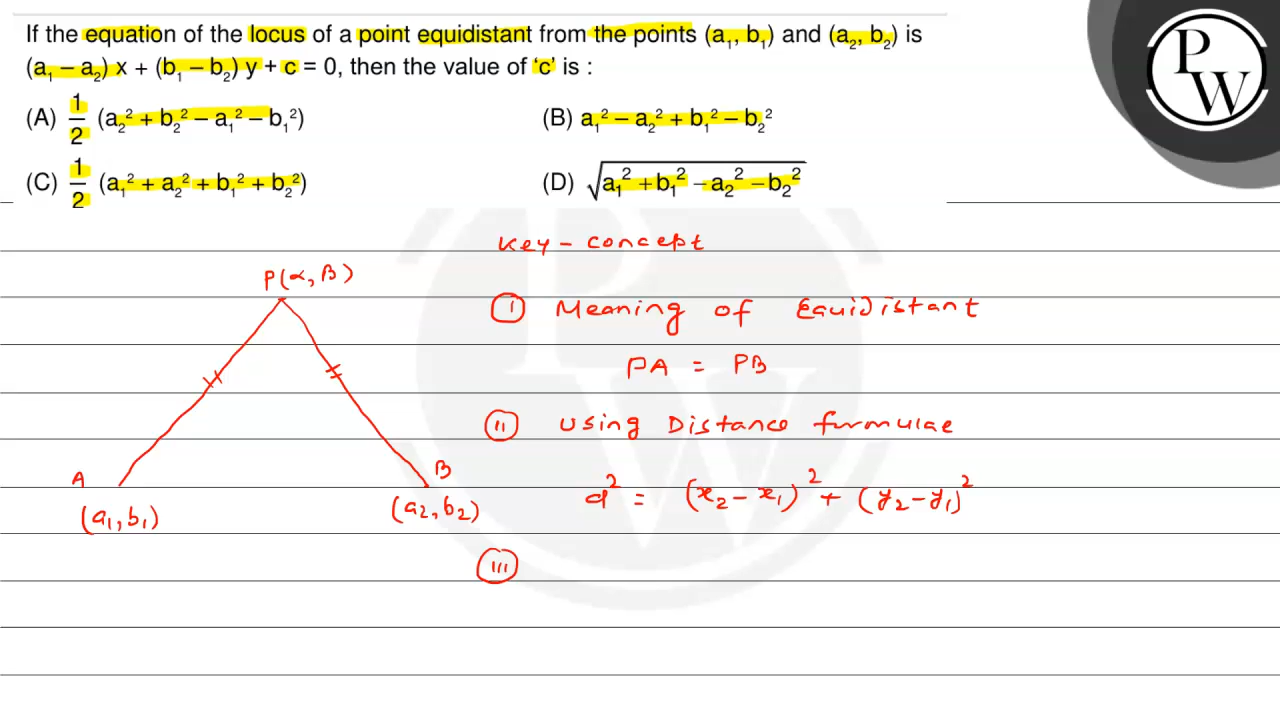 If the equation of the locus of a point equidistant from the points (a₁, b₁) and (a₂, b₂) is
(a₁ – a₂) x + (b₁ – b₂) y + c = 0, then the value of ‘c’ is :
(A) 1/2 (a₂² + b₂² – a₁² – b₁²)
(B) a₁² – a₂² + b₁² – b₂²
(C) 1/2 (a₁² + a₂² + b₁² + b₂²)
(D) √(a₁² + b₁² – a₂² – b₂²)
P W
Key - concept
P(α, β)
(i) Meaning of Equidistant
PA = PB
(ii) Using Distance formulae
A
B
d² = (x₂ – x₁)² + (y₂ – y₁)²
(a₁, b₁)
(a₂, b₂)
(iii)